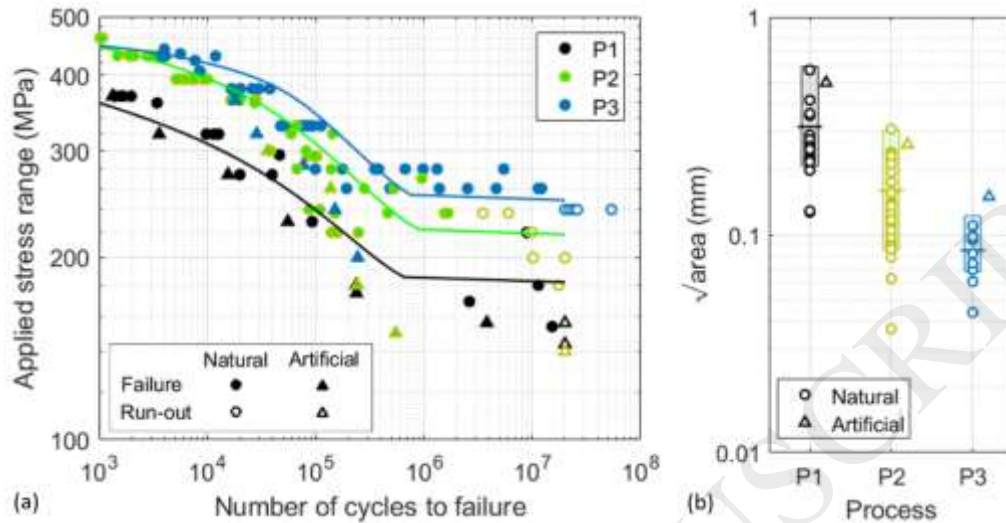 500
400
300
200
100
Applied stress range (MPa)
P1
P2
P3
Natural Artificial
Failure
Run-out
10³ 10⁴ 10⁵ 10⁶ 10⁷ 10⁸
(a) Number of cycles to failure
1
0.1
0.01
√area (mm)
Natural
Artificial
P1 P2 P3
(b) Process
USCRI